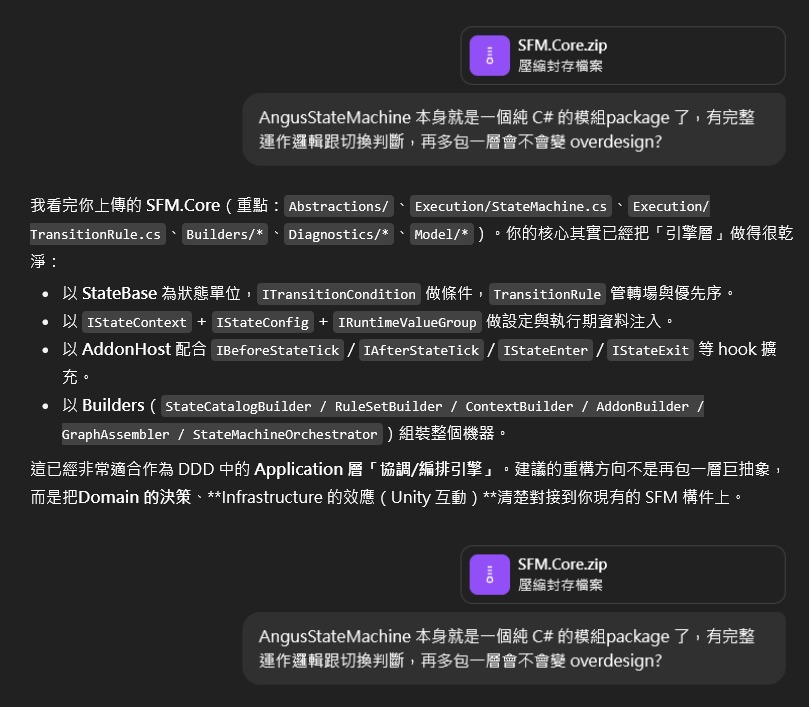 SFM.Core.zip
壓縮封存檔案
AngusStateMachine 本身就是一個純 C# 的模組package 了，有完整
運作邏輯跟切換判斷，再多包一層會不會變 overdesign?
我看完你上傳的 SFM.Core（重點：Abstractions/、Execution/StateMachine.cs、Execution/
TransitionRule.cs、Builders/*、Diagnostics/*、Model/*）。你的核心其實已經把「引擎層」做得很乾
淨：
• 以 StateBase 為狀態單位，ITransitionCondition 做條件，TransitionRule 管轉場與優先序。
• 以 IStateContext + IStateConfig + IRuntimeValueGroup 做設定與執行期資料注入。
• 以 AddonHost 配合 IBeforeStateTick / IAfterStateTick / IStateEnter / IStateExit 等 hook 擴
充。
• 以 Builders（StateCatalogBuilder / RuleSetBuilder / ContextBuilder / AddonBuilder /
GraphAssembler / StateMachineOrchestrator）組裝整個機器。
這已經非常適合作為 DDD 中的 Application 層「協調/編排引擎」。建議的重構方向不是再包一層巨抽象，
而是把Domain 的決策、**Infrastructure 的效應（Unity 互動）**清楚對接到你現有的 SFM 構件上。
SFM.Core.zip
壓縮封存檔案
AngusStateMachine 本身就是一個純 C# 的模組package 了，有完整
運作邏輯跟切換判斷，再多包一層會不會變 overdesign?